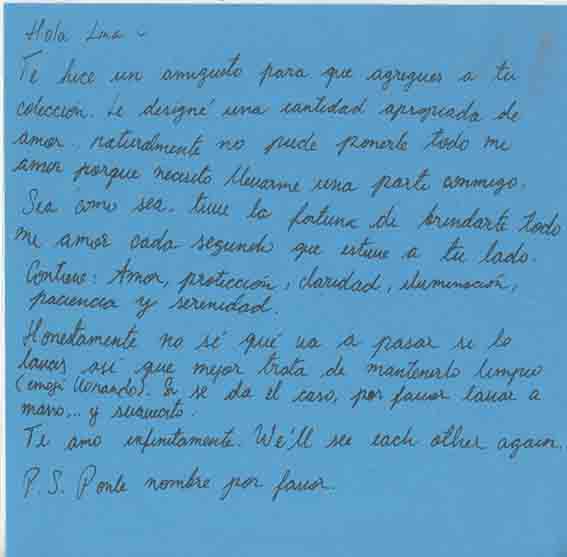 Hola Lina ~
Te hice un amiguito para que agregues a tu
colección. Le designé una cantidad apropiada de
amor, naturalmente no pude ponerle todo mi
amor porque necesito llevarme una parte conmigo.
Sea como sea, tuve la fortuna de brindarte todo
mi amor cada segundo que estuve a tu lado.
Contiene: Amor, protección, claridad, iluminación,
paciencia y serenidad.
Honestamente no sé qué va a pasar si lo
lavas así que mejor trata de mantenerlo limpio
(emoji llorando). Si se da el caso, por favor lavar a
mano... y suavecito.
Te amo infinitamente. We'll see each other again.
P.S. Ponle nombre por favor.